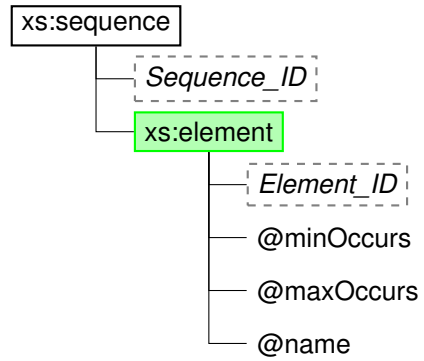 xs:sequence
Sequence_ID
xs:element
Element_ID
@minOccurs
@maxOccurs
@name